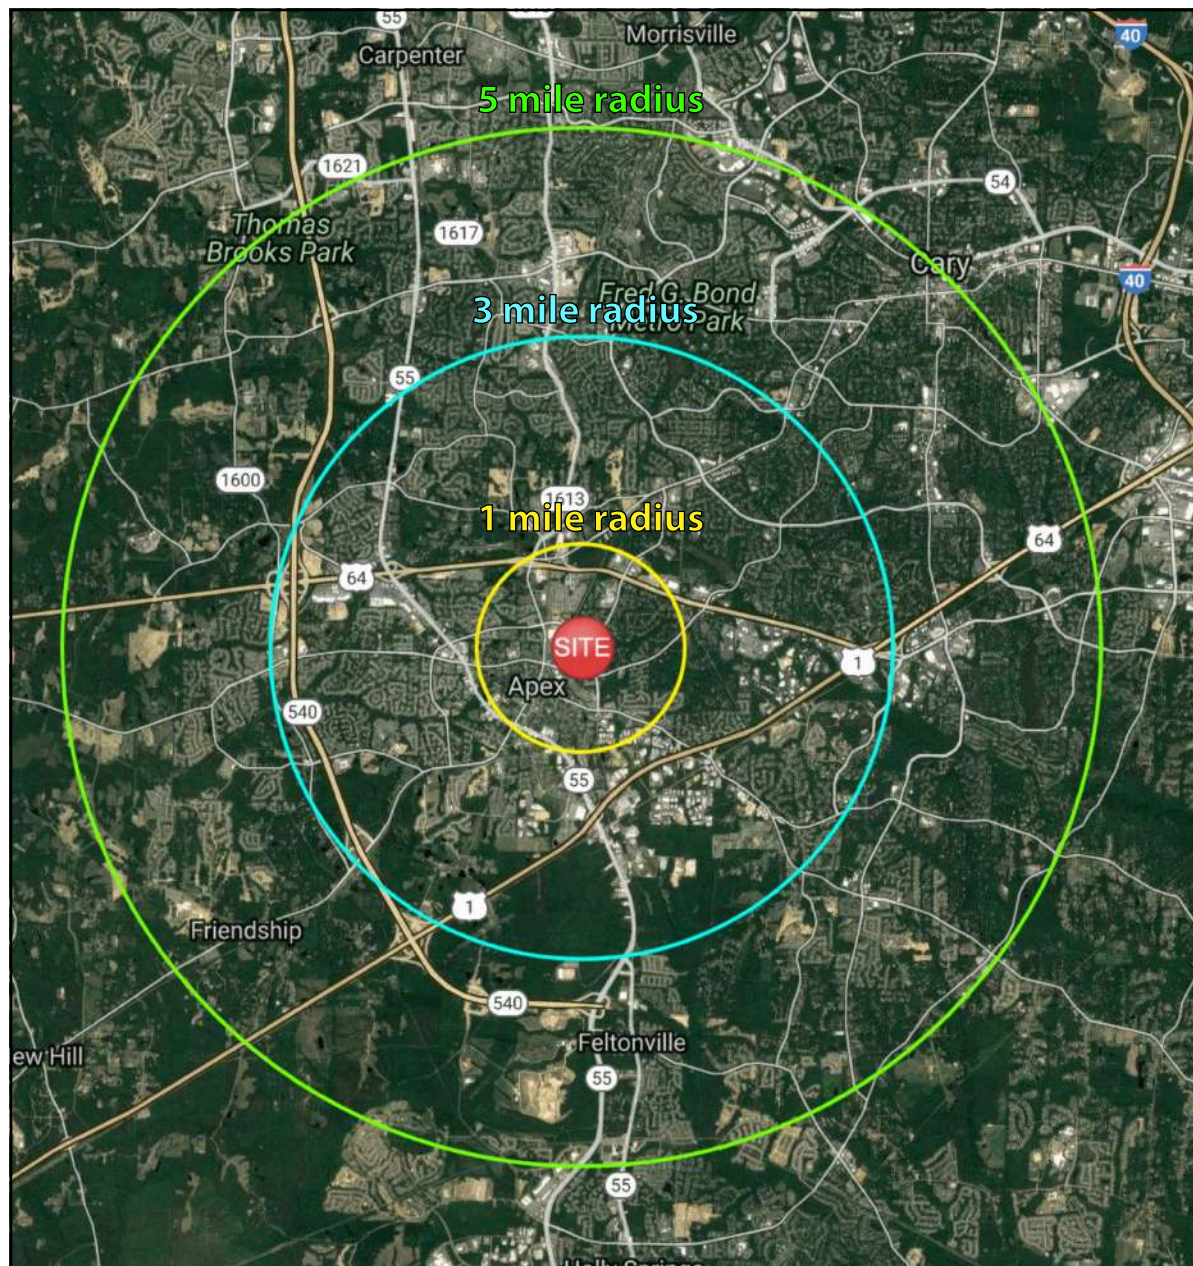 55
Morrisville
40
Carpenter
5 mile radius
1621
54
Thomas
Brooks Park
1617
Cary
40
Fred G. Bond
Metro Park
3 mile radius
55
1600
1613
1 mile radius
64
64
SITE
1
Apex
540
55
1
Friendship
540
Feltonville
ew Hill
55
55
Holly Springs